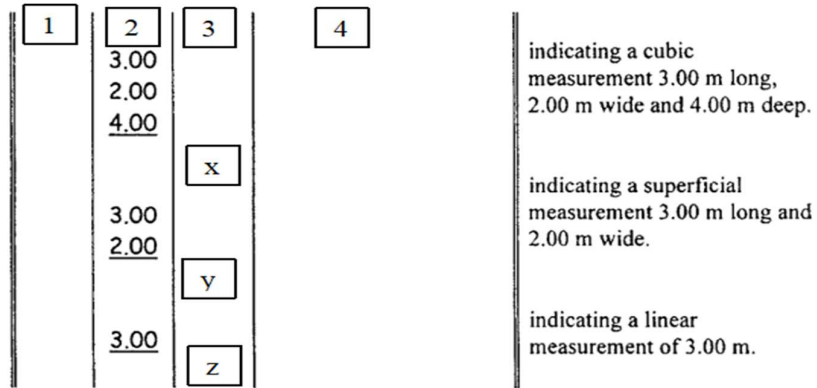 1 2 3 4
3.00
2.00
4.00
indicating a cubic
measurement 3.00 m long,
2.00 m wide and 4.00 m deep.
x
3.00
2.00
indicating a superficial
measurement 3.00 m long and
2.00 m wide.
y
3.00
indicating a linear
measurement of 3.00 m.
z